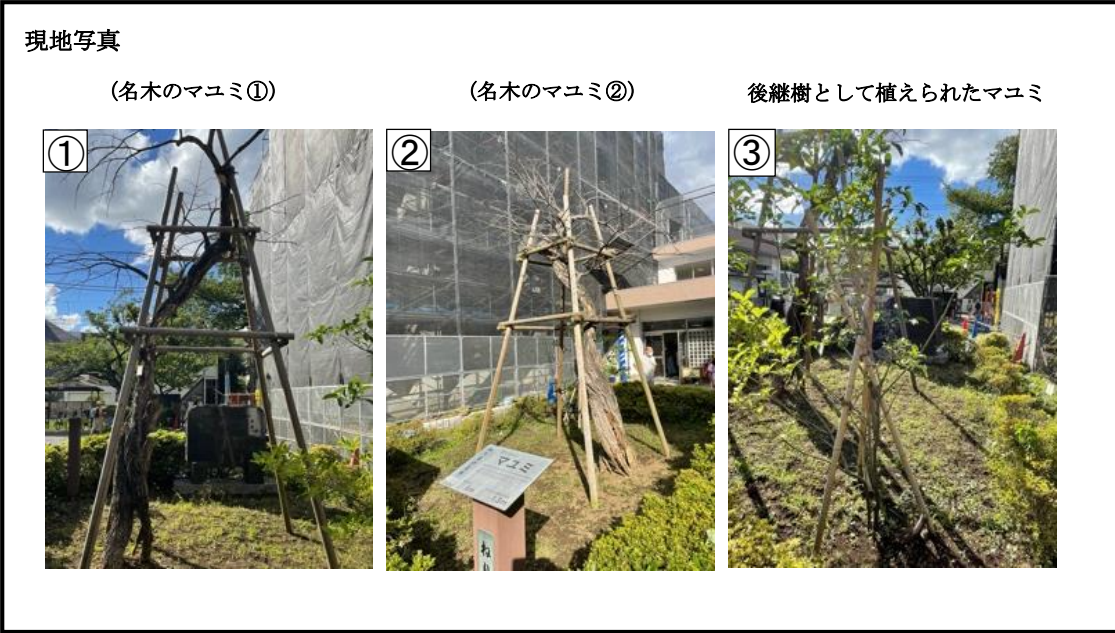 現地写真
(名木のマユミ①)
(名木のマユミ②)
後継樹として植えられたマユミ
①
②
③
マユミ